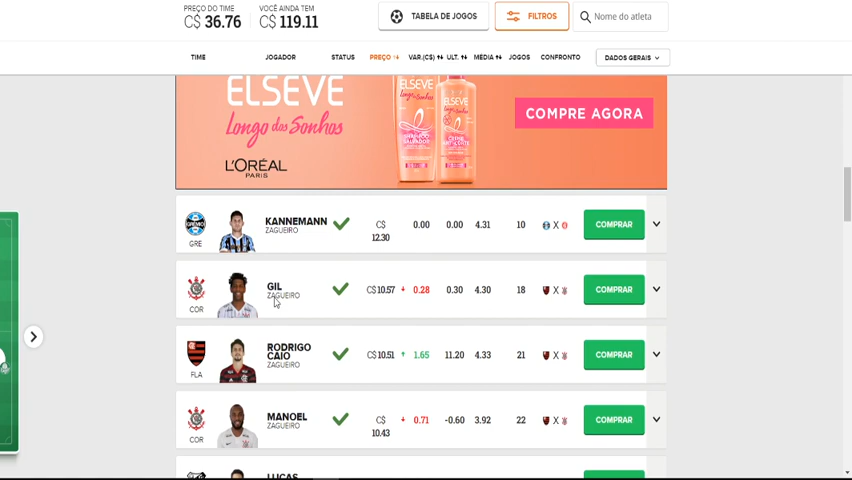 PREÇO DO TIME
C$ 36.76
VOCÊ AINDA TEM
C$ 119.11
TABELA DE JOGOS
FILTROS
Nome do atleta
TIME JOGADOR STATUS PREÇO VAR.(C$) ULT. MÉDIA JOGOS CONFRONTO DADOS GERAIS
ELSEVE
Longo dos Sonhos
L'ORÉAL
PARIS
ELSEVE
ELSEVE
COMPRE AGORA
GRE KANNEMANN
ZAGUEIRO
C$ 12.30 0.00 0.00 4.31 10 X COMPRAR
COR GIL
ZAGUEIRO
C$ 10.57 0.28 0.30 4.30 18 X COMPRAR
FLA RODRIGO CAIO
ZAGUEIRO
C$ 10.51 1.65 11.20 4.33 21 X COMPRAR
COR MANOEL
ZAGUEIRO
C$ 10.43 0.71 -0.60 3.92 22 X COMPRAR
LUCAS